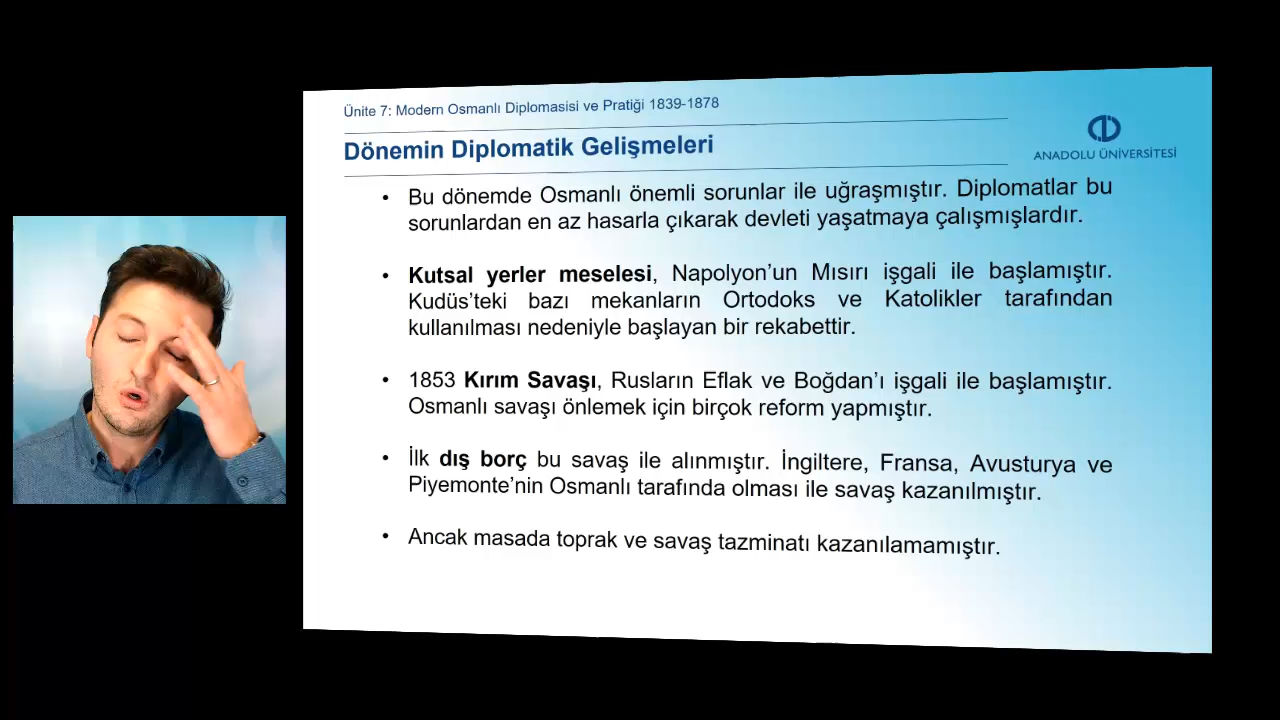 Ünite 7: Modern Osmanlı Diplomasisi ve Pratiği 1839-1878
Dönemin Diplomatik Gelişmeleri
ANADOLU ÜNİVERSİTESİ
• Bu dönemde Osmanlı önemli sorunlar ile uğraşmıştır. Diplomatlar bu
sorunlardan en az hasarla çıkarak devleti yaşatmaya çalışmışlardır.
• Kutsal yerler meselesi, Napolyon’un Mısırı işgali ile başlamıştır.
Kudüs’teki bazı mekanların Ortodoks ve Katolikler tarafından
kullanılması nedeniyle başlayan bir rekabettir.
• 1853 Kırım Savaşı, Rusların Eflak ve Boğdan’ı işgali ile başlamıştır.
Osmanlı savaşı önlemek için birçok reform yapmıştır.
• İlk dış borç bu savaş ile alınmıştır. İngiltere, Fransa, Avusturya ve
Piyemonte’nin Osmanlı tarafında olması ile savaş kazanılmıştır.
• Ancak masada toprak ve savaş tazminatı kazanılamamıştır.